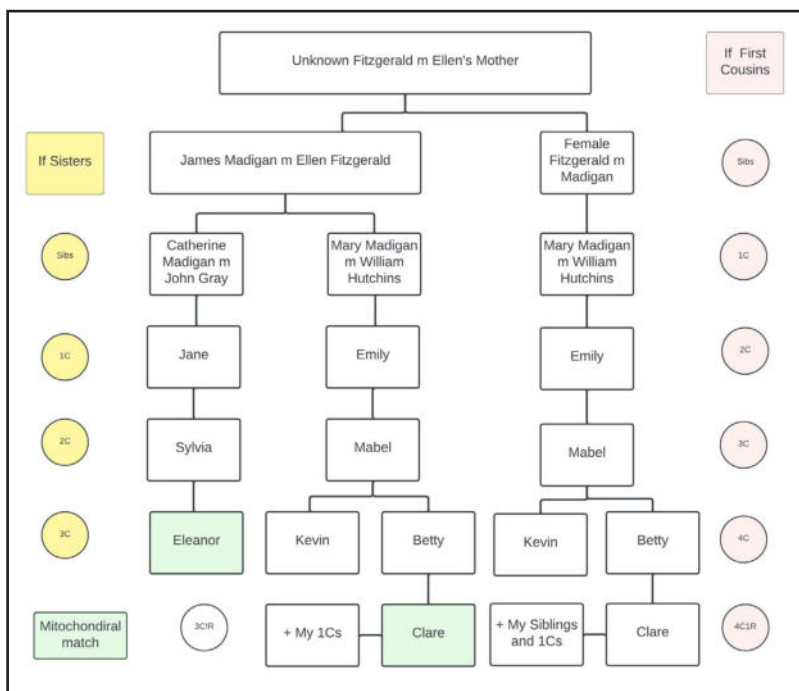 Unknown Fitzgerald m Ellen's Mother
If First
Cousins
If Sisters
James Madigan m Ellen Fitzgerald
Female
Fitzgerald m
Madigan
Sibs
Sibs
Catherine
Madigan m
John Gray
Mary Madigan
m William
Hutchins
Mary Madigan
m William
Hutchins
1C
1C
Jane
Emily
Emily
2C
2C
Sylvia
Mabel
Mabel
3C
3C
Eleanor
Kevin
Betty
Kevin
Betty
4C
Mitochondiral
match
3C!R
+ My 1Cs
Clare
+ My Siblings
and 1Cs
Clare
4C1R